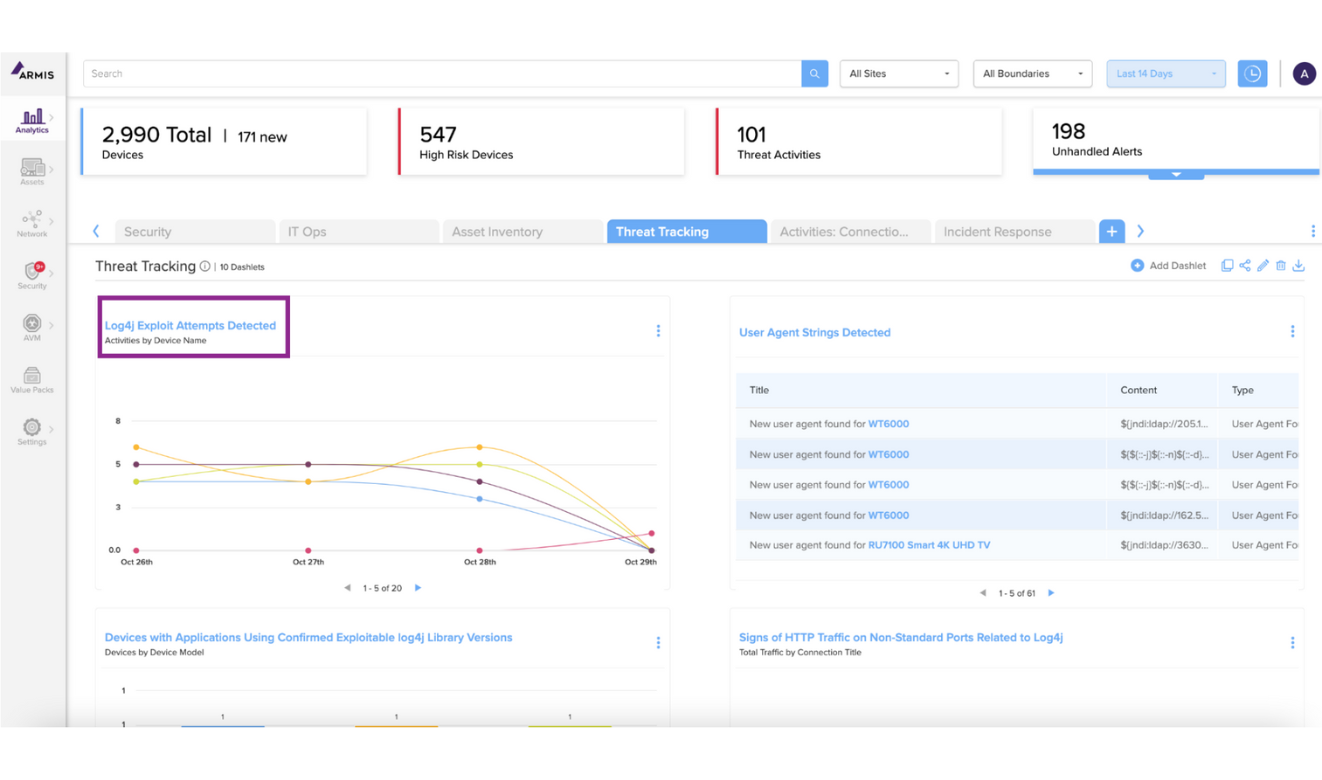 ARMIS
Search
All Sites
All Boundaries
Last 14 Days
A
Analytics
Assets
Network
9+
Security
AVM
Value Packs
Settings
2,990 Total | 171 new
Devices
547
High Risk Devices
101
Threat Activities
198
Unhandled Alerts
Security
IT Ops
Asset Inventory
Threat Tracking
Activities: Connectio...
Incident Response
+
Threat Tracking | 10 Dashlets
Add Dashlet
Log4j Exploit Attempts Detected
Activities by Device Name
8
5
3
0.0
Oct 26th
Oct 27th
Oct 28th
Oct 29th
1 - 5 of 20
User Agent Strings Detected
Title Content Type
New user agent found for WT6000 ${jndi:ldap://205.1... User Agent Fo
New user agent found for WT6000 ${${::-j}${::-n}${::-d}... User Agent Fo
New user agent found for WT6000 ${${::-j}${::-n}${::-d}... User Agent Fo
New user agent found for WT6000 ${jndi:ldap://162.5... User Agent Fo
New user agent found for RU7100 Smart 4K UHD TV ${jndi:ldap://3630... User Agent Fo
1 - 5 of 61
Devices with Applications Using Confirmed Exploitable log4j Library Versions
Devices by Device Model
1
1
1
1
1
Signs of HTTP Traffic on Non-Standard Ports Related to Log4j
Total Traffic by Connection Title